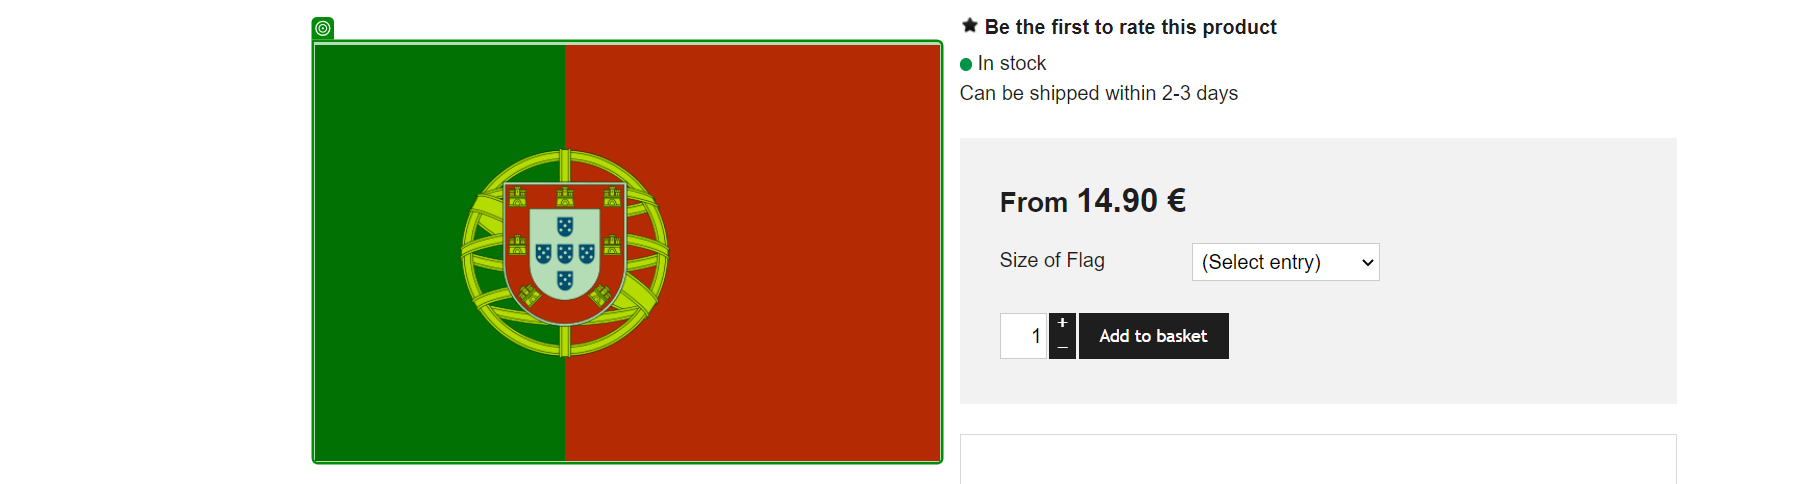 Be the first to rate this product
In stock
Can be shipped within 2-3 days
From 14.90 €
Size of Flag (Select entry)
1 + − Add to basket